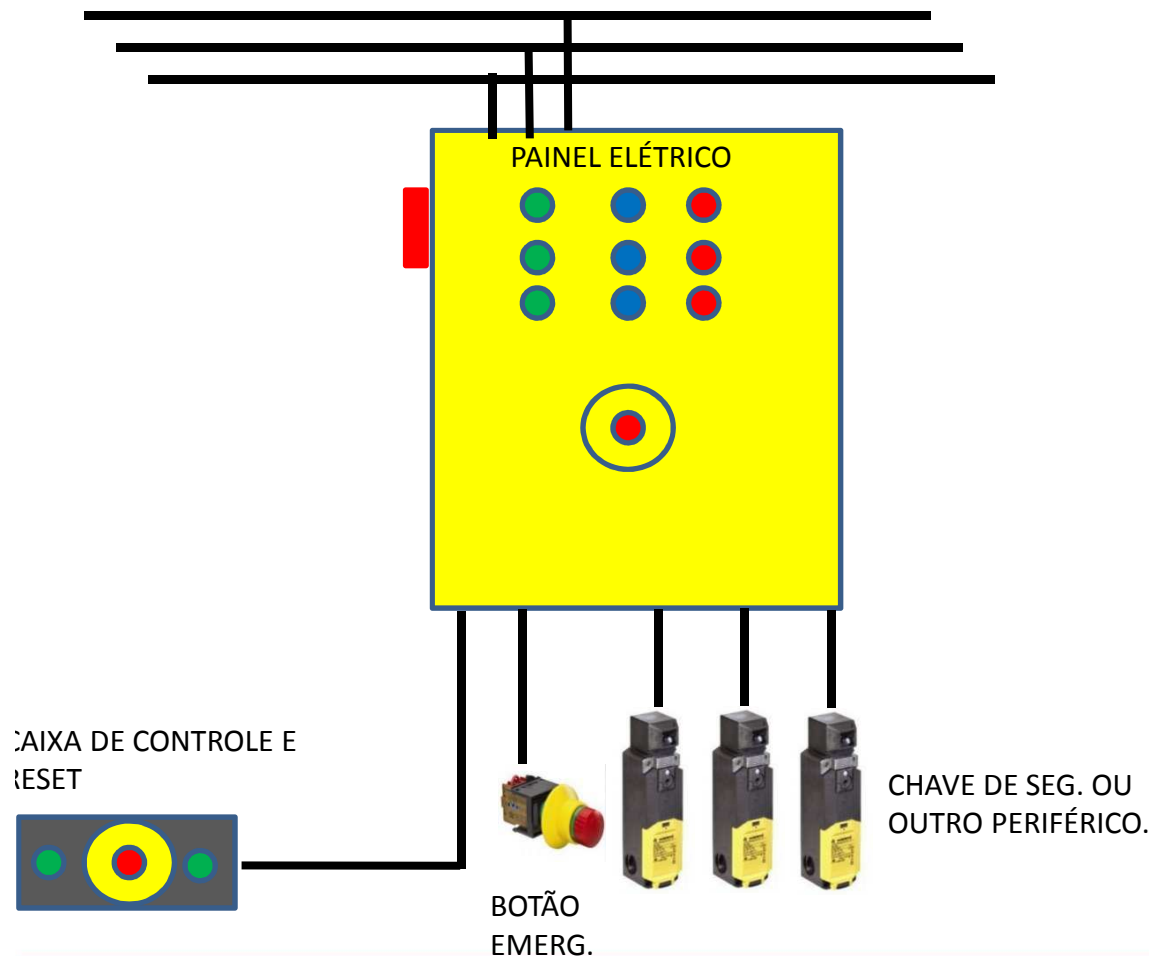 PAINEL ELÉTRICO
CAIXA DE CONTROLE E
RESET
CHAVE DE SEG. OU
OUTRO PERIFÉRICO.
BOTÃO
EMERG.